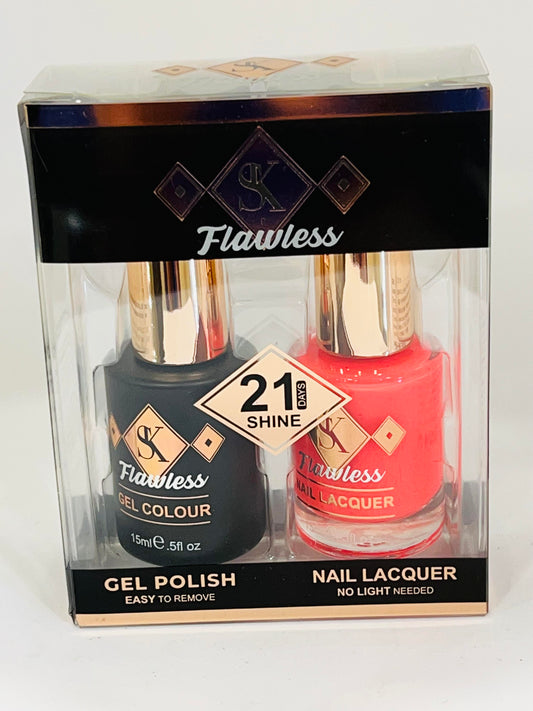 SK
Flawless
21 DAYS
SHINE
SK
Flawless
GEL COLOUR
15ml℮.5fl oz
SK
Flawless
NAIL LACQUER
GEL POLISH
EASY TO REMOVE
NAIL LACQUER
NO LIGHT NEEDED